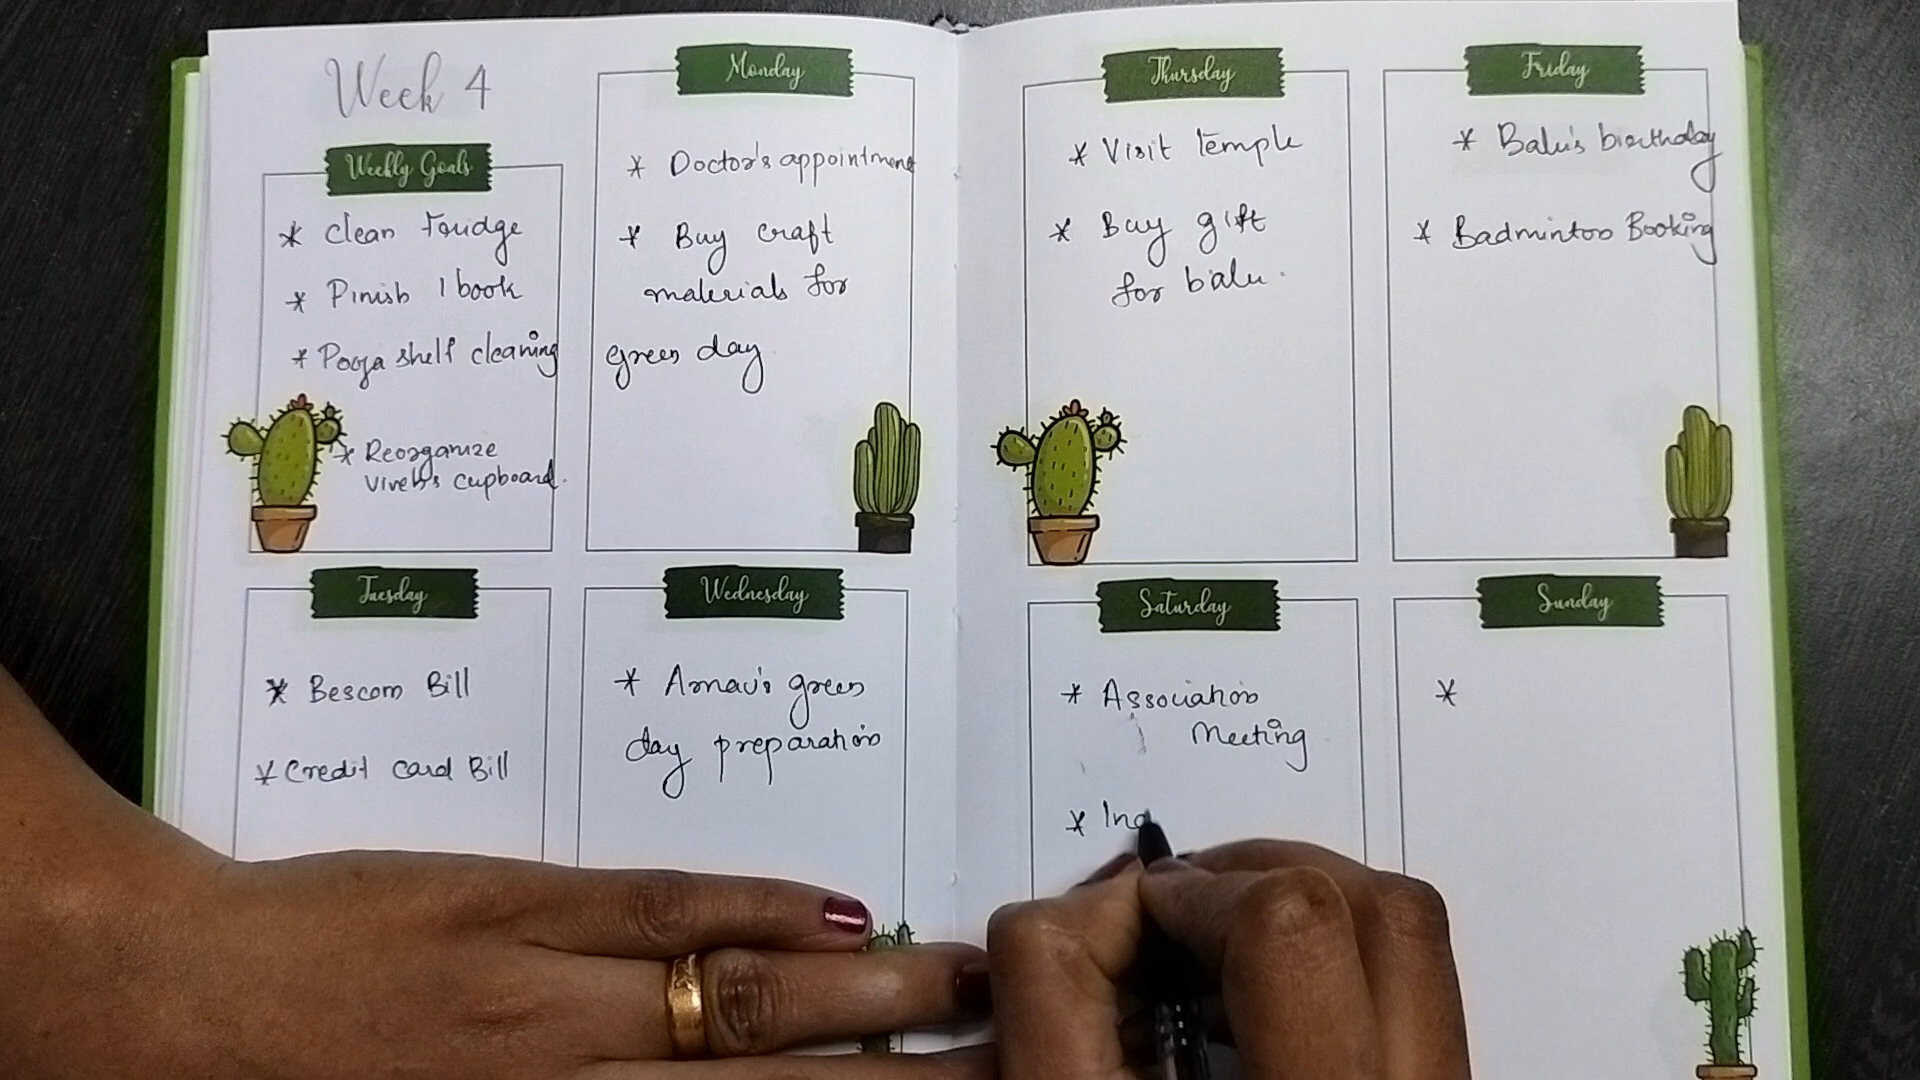 Week 4
Weekly Goals
* Clean Fridge
* Finish 1 book
* Pooja shelf cleaning
* Reorganize
cupboard.
Monday
* Doctor's appointment
* Buy craft
materials for
green day
Tuesday
* Bescom Bill
* Credit Card Bill
Wednesday
* Arnav's green
day preparation
Thursday
* Visit Temple
* Buy gift
for balu.
Friday
* Balu's birthday
* Badminton Booking
Saturday
* Association
Meeting
*
Sunday
*